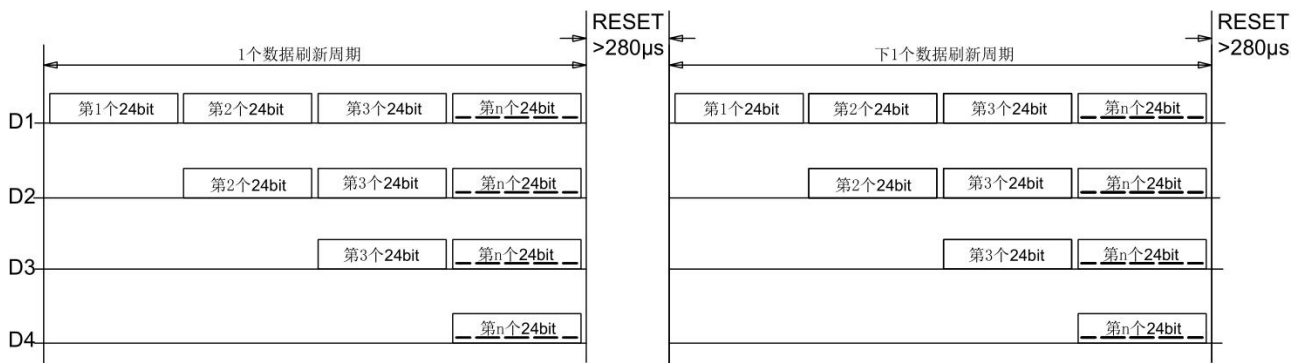 RESET
>280μs
RESET
>280μs
1个数据刷新周期
下1个数据刷新周期
D1
第1个24bit
第2个24bit
第3个24bit
第n个24bit
第1个24bit
第2个24bit
第3个24bit
第n个24bit
D2
第2个24bit
第3个24bit
第n个24bit
第2个24bit
第3个24bit
第n个24bit
D3
第3个24bit
第n个24bit
第3个24bit
第n个24bit
D4
第n个24bit
第n个24bit